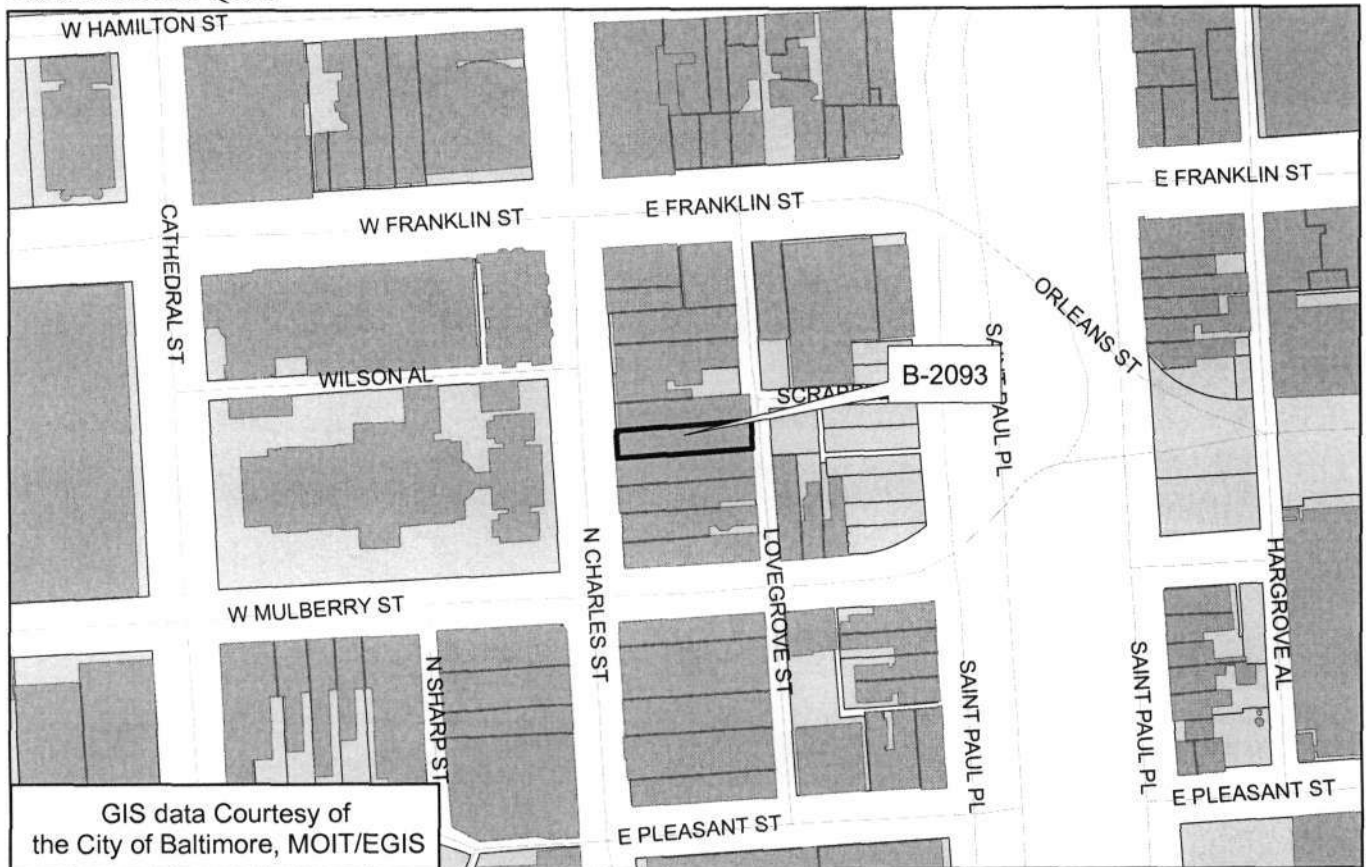 W HAMILTON ST
E FRANKLIN ST
E FRANKLIN ST
W FRANKLIN ST
CATHEDRAL ST
ORLEANS ST
SAINT PAUL PL
WILSON AL
B-2093
N CHARLES ST
LOVEGROVE ST
HARGROVE AL
W MULBERRY ST
N SHARP ST
SAINT PAUL PL
SAINT PAUL PL
E PLEASANT ST
E PLEASANT ST
GIS data Courtesy of
the City of Baltimore, MOIT/EGIS